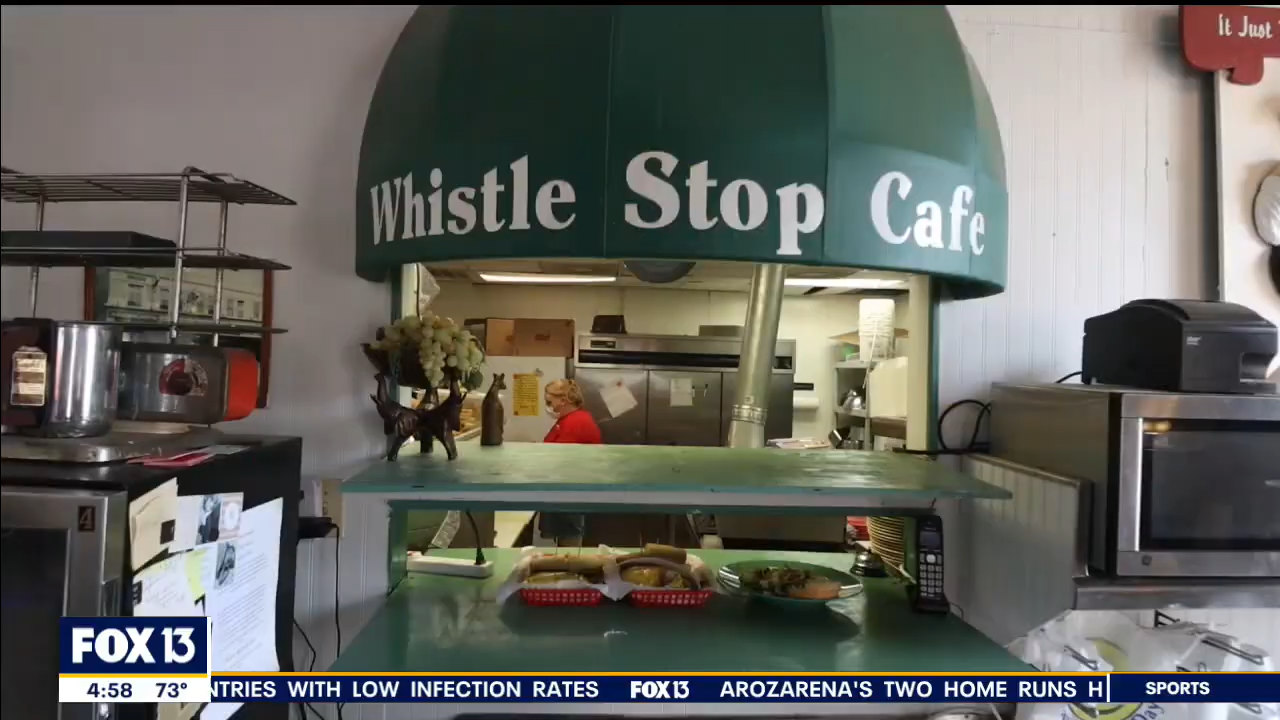 It Just
Whistle Stop Cafe
4
FOX 13
4:58 73°
NTRIES WITH LOW INFECTION RATES FOX 13 AROZARENA'S TWO HOME RUNS H
SPORTS